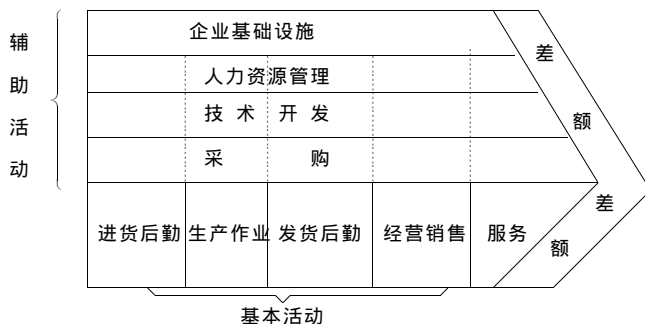 辅助活动
企业基础设施
人力资源管理
技术开发
采购
差额
差额
进货后勤 生产作业 发货后勤 经营销售 服务
基本活动